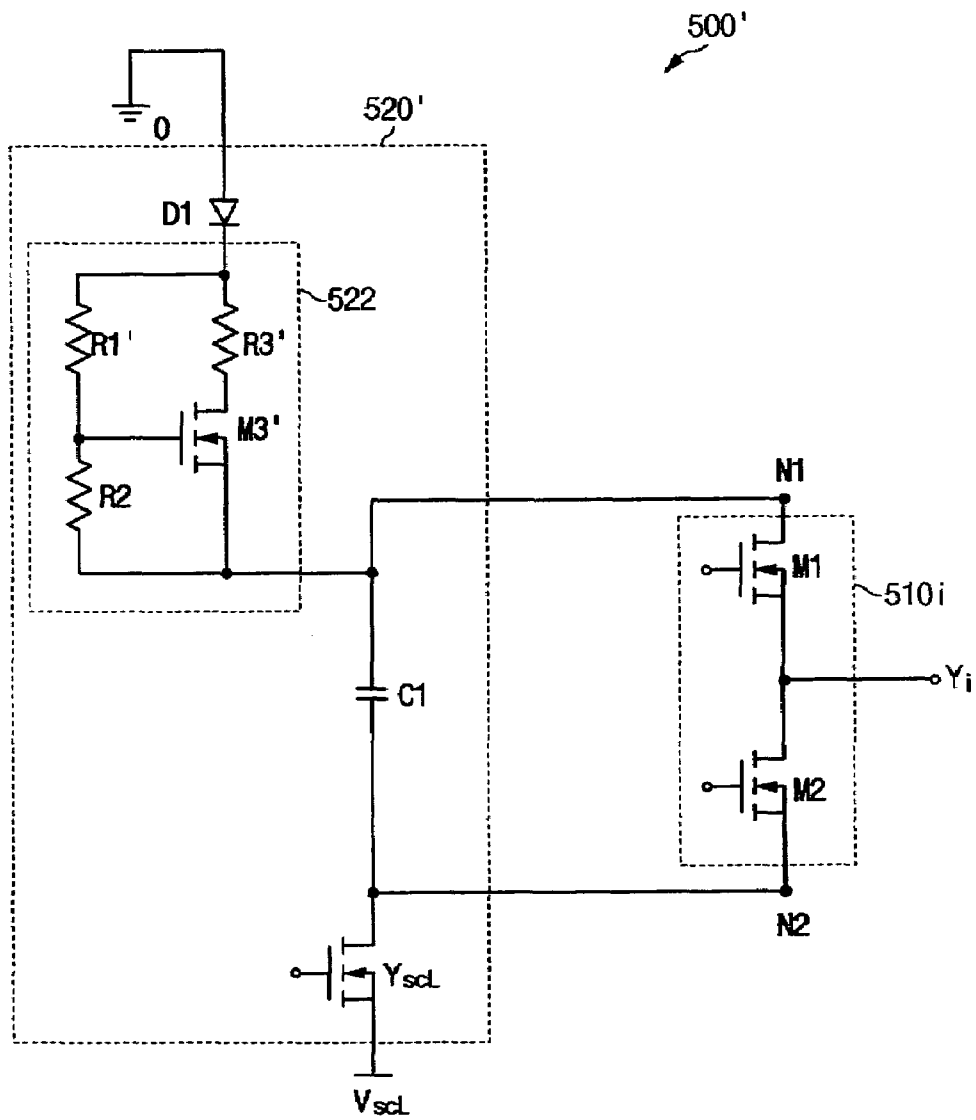 500'
520'
0
D1
522
R1'
R3'
M3'
R2
N1
M1
510i
C1
Yi
M2
N2
YscL
VscL